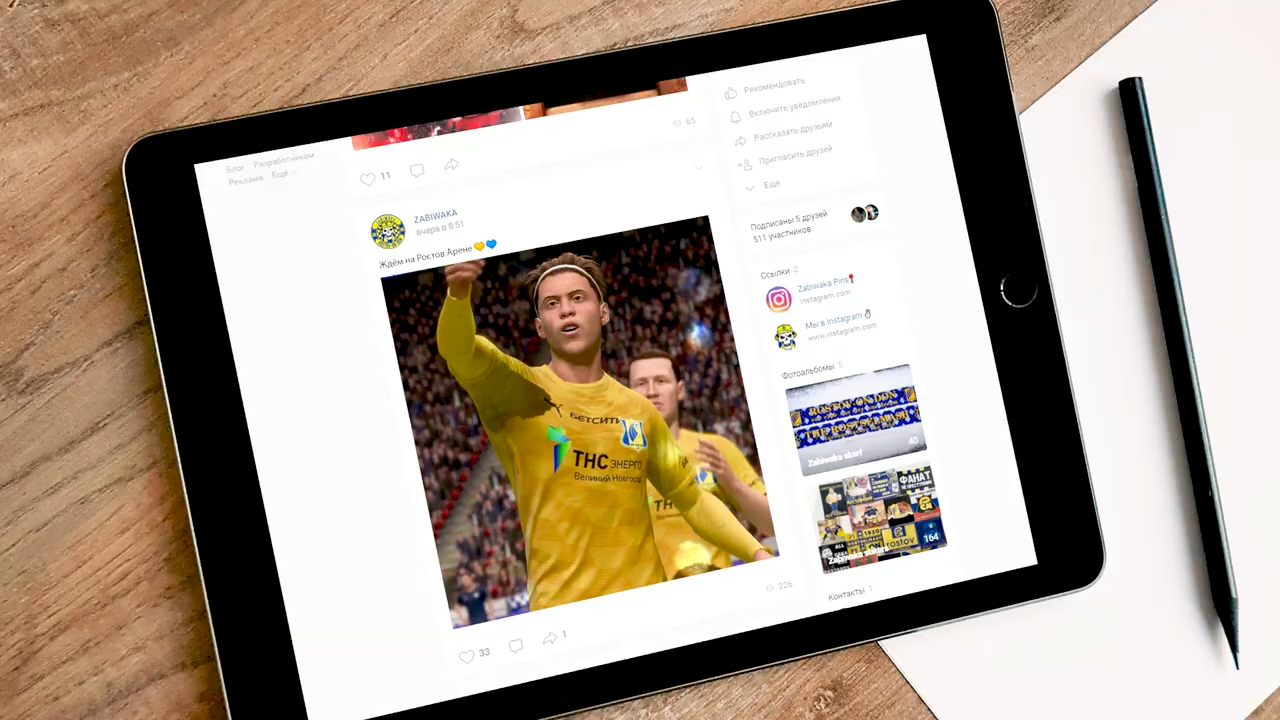 Блог Разработчикам
Реклама Ещё
65
11
ZABIWAKA
вчера в 8:51
Ждём на Ростов Арене 💛💙
БЕТСИТИ
ТНС ЭНЕРГО
Великий Новгород
226
33
1
Рекомендовать
Включить уведомления
Рассказать друзьям
Пригласить друзей
Ещё
Подписаны 5 друзей
511 участников
Ссылки 2
Zabiwaka Pins
instagram.com
Мы в Instagram
www.instagram.com
Фотоальбомы 5
ROSTOV-ON-DON
THE ROSTSELMASH
Zabiwaka skarf
40
ФАНАТ
1930
rostov
Zabiwaka stikers
164
Контакты 1